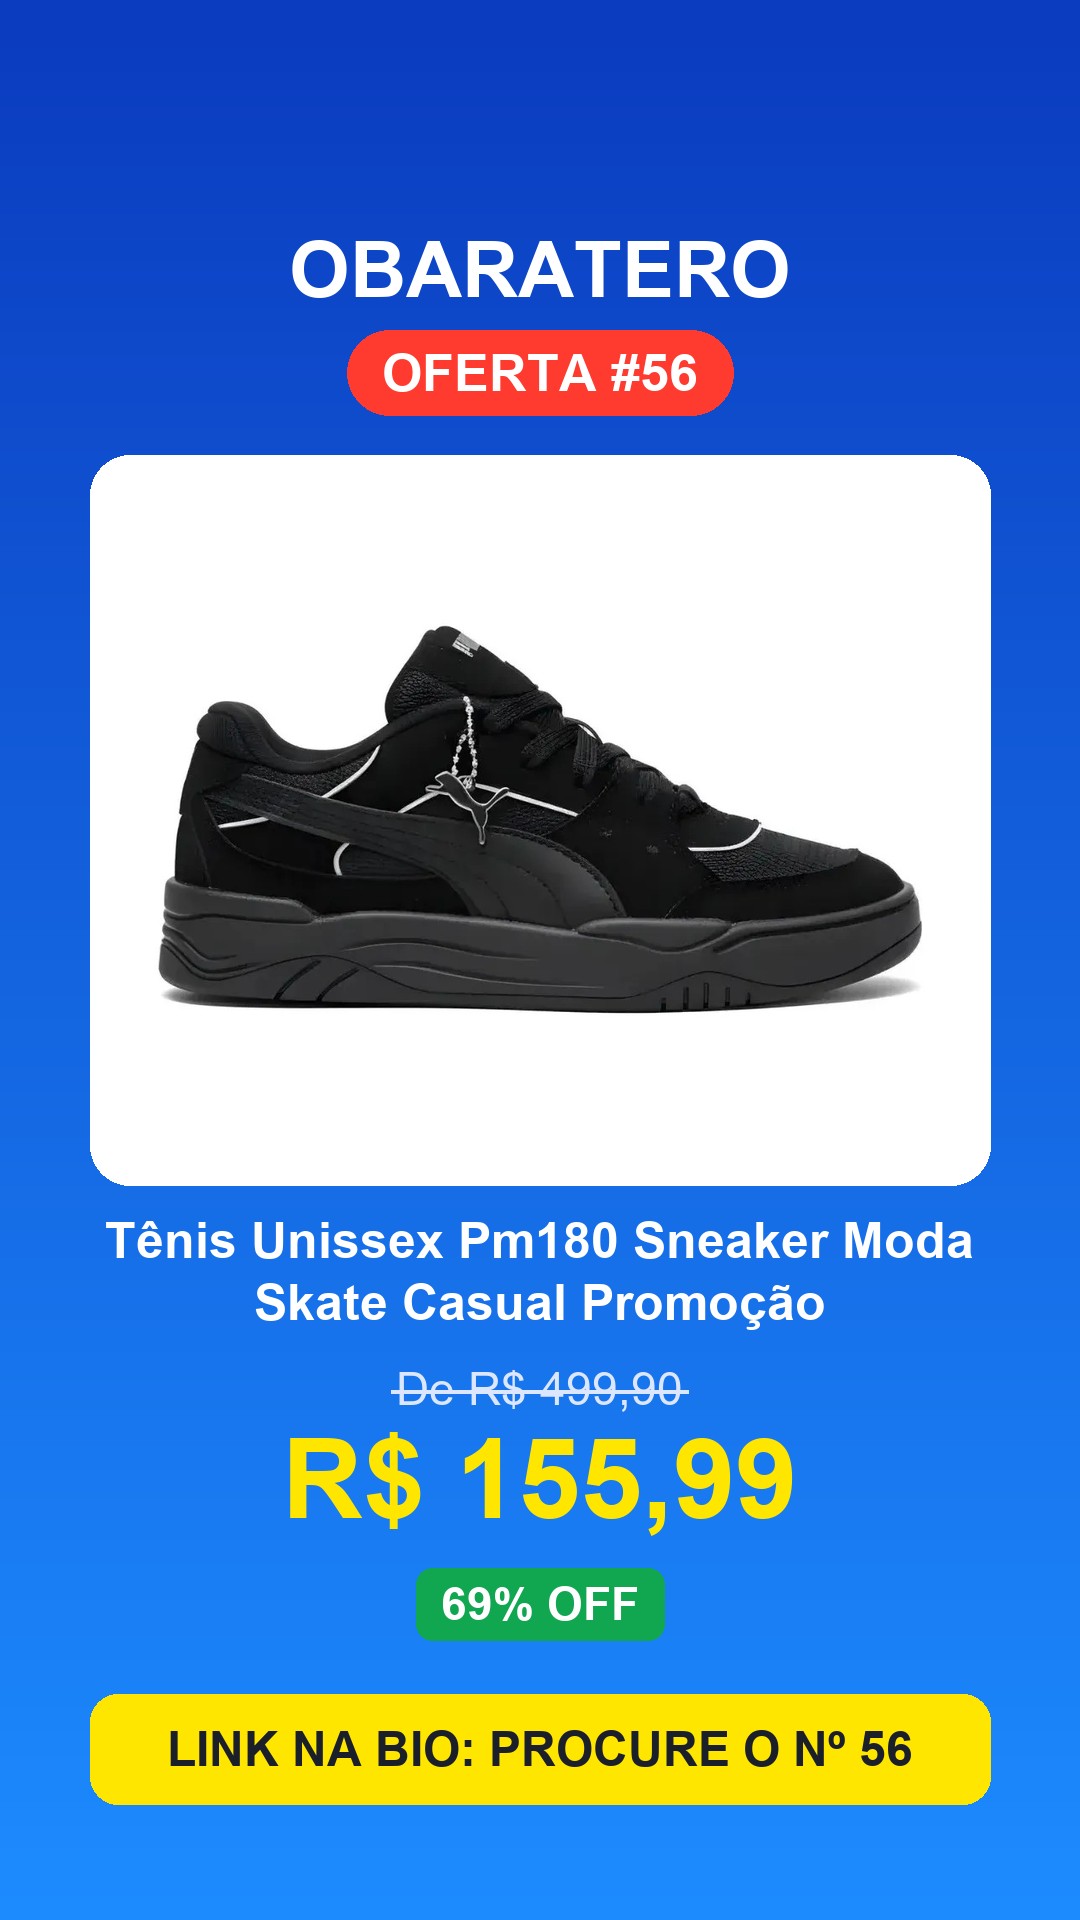 OBARATERO
OFERTA #56
Tênis Unissex Pm180 Sneaker Moda
Skate Casual Promoção
De R$ 499,90
R$ 155,99
69% OFF
LINK NA BIO: PROCURE O Nº 56